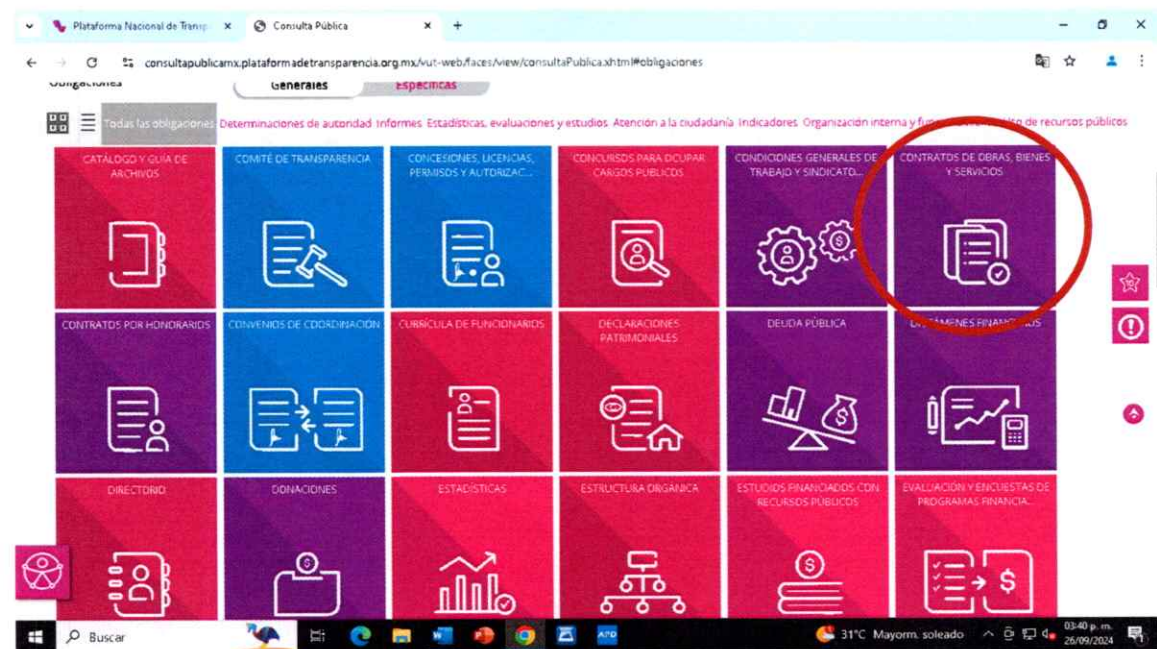 Plataforma Nacional de Transp
Consulta Pública
consultapublicamx.plataformadetransparencia.org.mx/vut-web/faces/view/consultaPublica.xhtml#obligaciones
Obligaciones
Generales
Específicas
Todas las obligaciones Determinaciones de autoridad Informes Estadísticas, evaluaciones y estudios Atención a la ciudadanía Indicadores Organización interna y de recursos públicos
CATÁLOGO Y GUÍA DE
ARCHIVOS
COMITÉ DE TRANSPARENCIA
CONCESIONES, LICENCIAS,
PERMISOS Y AUTORIZAC...
CONCURSOS PARA OCUPAR
CARGOS PÚBLICOS
CONDICIONES GENERALES DE
TRABAJO Y SINDICATO...
CONTRATOS DE OBRAS, BIENES
Y SERVICIOS
CONTRATOS POR HONORARIOS
CONVENIOS DE COORDINACIÓN
CURRÍCULA DE FUNCIONARIOS
DECLARACIONES
PATRIMONIALES
DEUDA PÚBLICA
DICTÁMENES FINANCIEROS
DIRECTORIO
DONACIONES
ESTADÍSTICAS
ESTRUCTURA ORGÁNICA
ESTUDIOS FINANCIADOS CON
RECURSOS PÚBLICOS
EVALUACIÓN Y ENCUESTAS DE
PROGRAMAS FINANCIA...
Buscar
31°C Mayorm. soleado
03:40 p. m.
26/09/2024